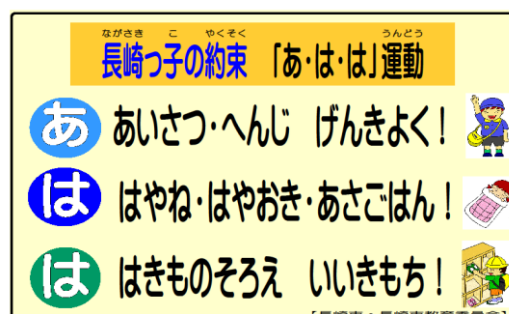 ながさき こ やくそく うんどう
長崎っ子の約束 「あ・は・は」運動
あ あいさつ・へんじ げんきよく！
は はやね・はやおき・あさごはん！
は はきものそろえ いいきもち！